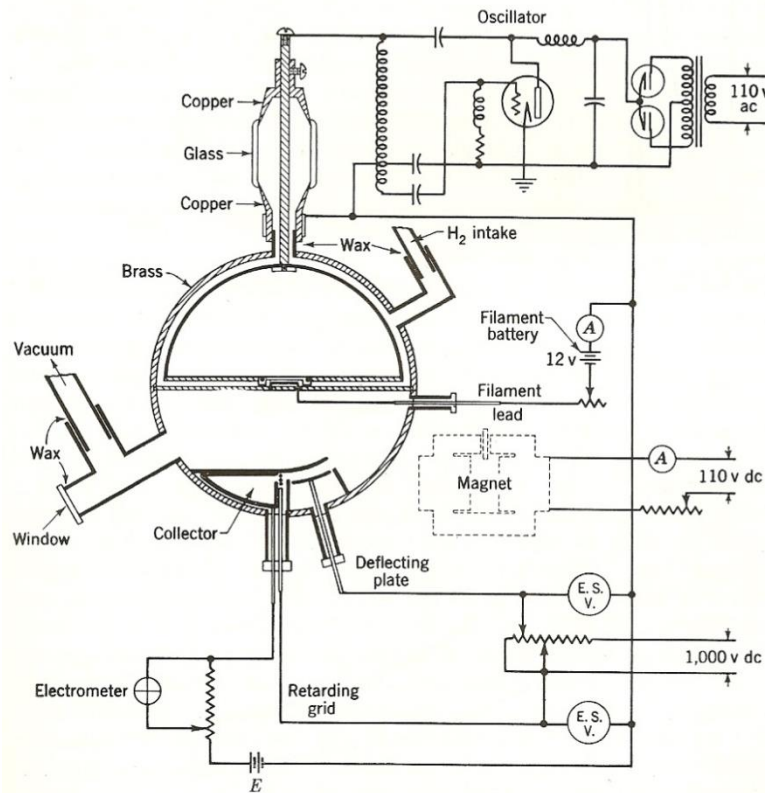 Oscillator
110 v
ac
Copper
Glass
Copper
Wax
H₂ intake
Brass
Filament
battery
A
12 v
Vacuum
Filament
lead
Wax
A
Magnet
110 v dc
Window
Collector
Deflecting
plate
E. S.
V.
1,000 v dc
Electrometer
Retarding
grid
E. S.
V.
E